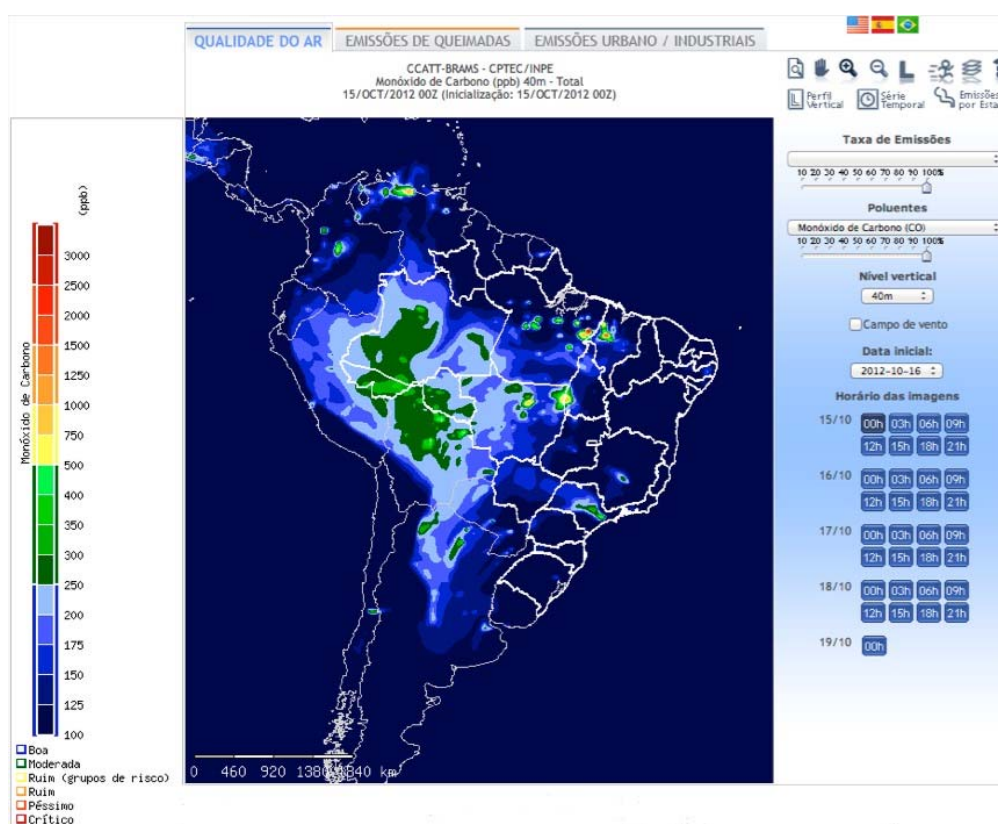 QUALIDADE DO AR
EMISSÕES DE QUEIMADAS
EMISSÕES URBANO / INDUSTRIAIS
CCATT-BRAMS - CPTEC/INPE
Monóxido de Carbono (ppb) 40m - Total
15/OCT/2012 00Z (Inicialização: 15/OCT/2012 00Z)
Perfil Vertical
Série Temporal
Emissões por Esta
Taxa de Emissões
10 20 30 40 50 60 70 80 90 100%
Poluentes
Monóxido de Carbono (CO)
10 20 30 40 50 60 70 80 90 100%
Nível vertical
40m
Campo de vento
Data inicial:
2012-10-16
Horário das imagens
15/10 00h 03h 06h 09h
12h 15h 18h 21h
16/10 00h 03h 06h 09h
12h 15h 18h 21h
17/10 00h 03h 06h 09h
12h 15h 18h 21h
18/10 00h 03h 06h 09h
12h 15h 18h 21h
19/10 00h
(ppb)
Monóxido de Carbono
3000
2500
2000
1500
1250
1000
750
500
400
350
300
250
200
175
150
125
100
Boa
Moderada
Ruim (grupos de risco)
Ruim
Péssimo
Crítico
0 460 920 1380 1840 km